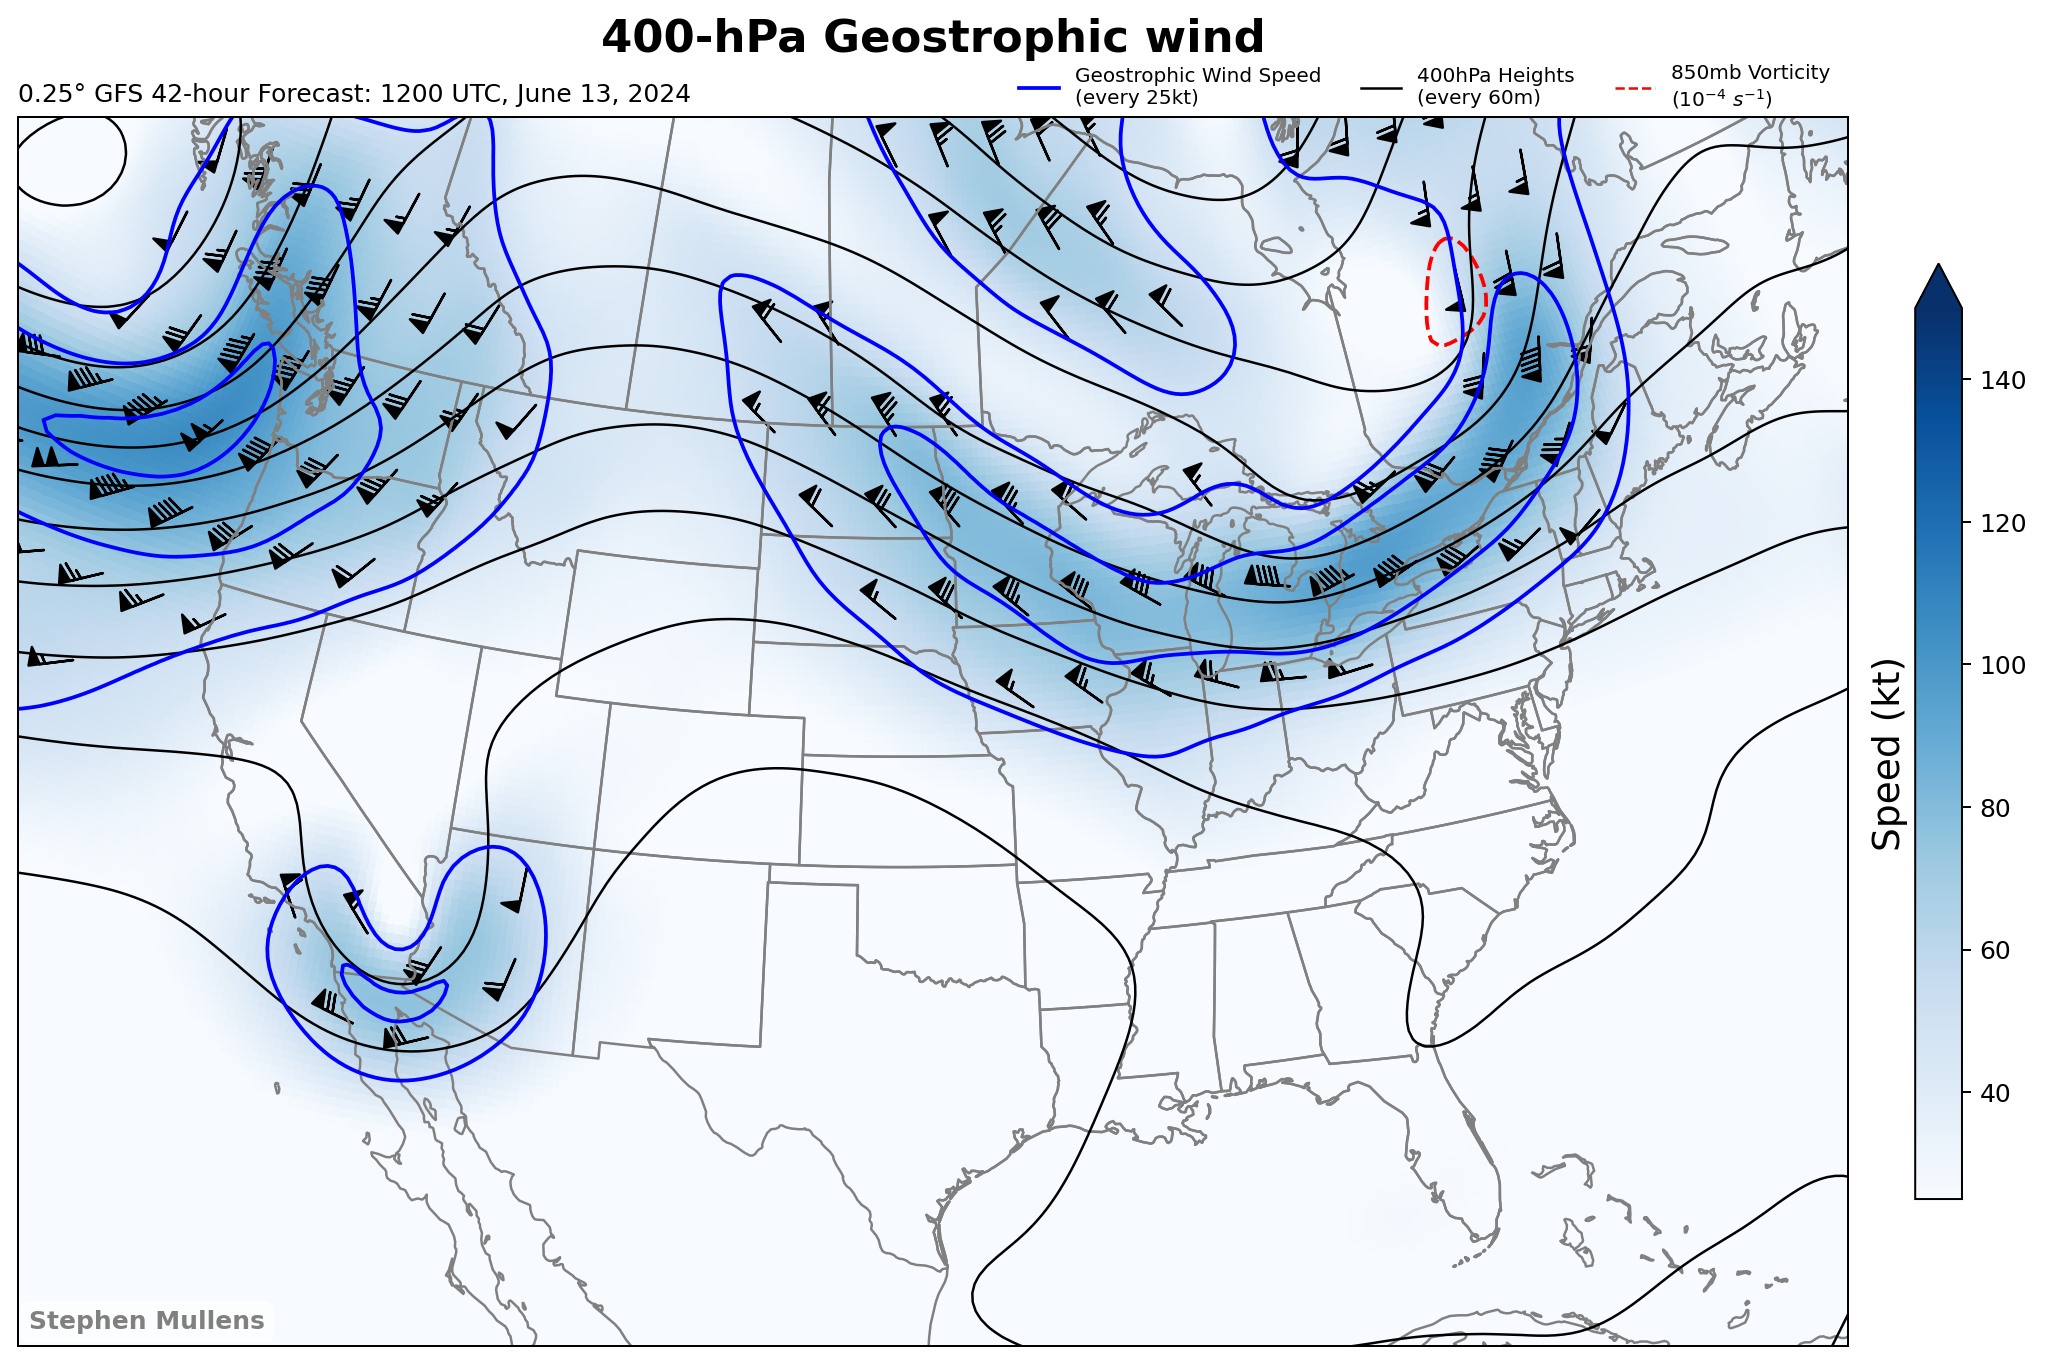 400-hPa Geostrophic wind
0.25° GFS 42-hour Forecast: 1200 UTC, June 13, 2024
Geostrophic Wind Speed
(every 25kt)
400hPa Heights
(every 60m)
850mb Vorticity
(10⁻⁴ s⁻¹)
140
120
100
80
60
40
Speed (kt)
Stephen Mullens